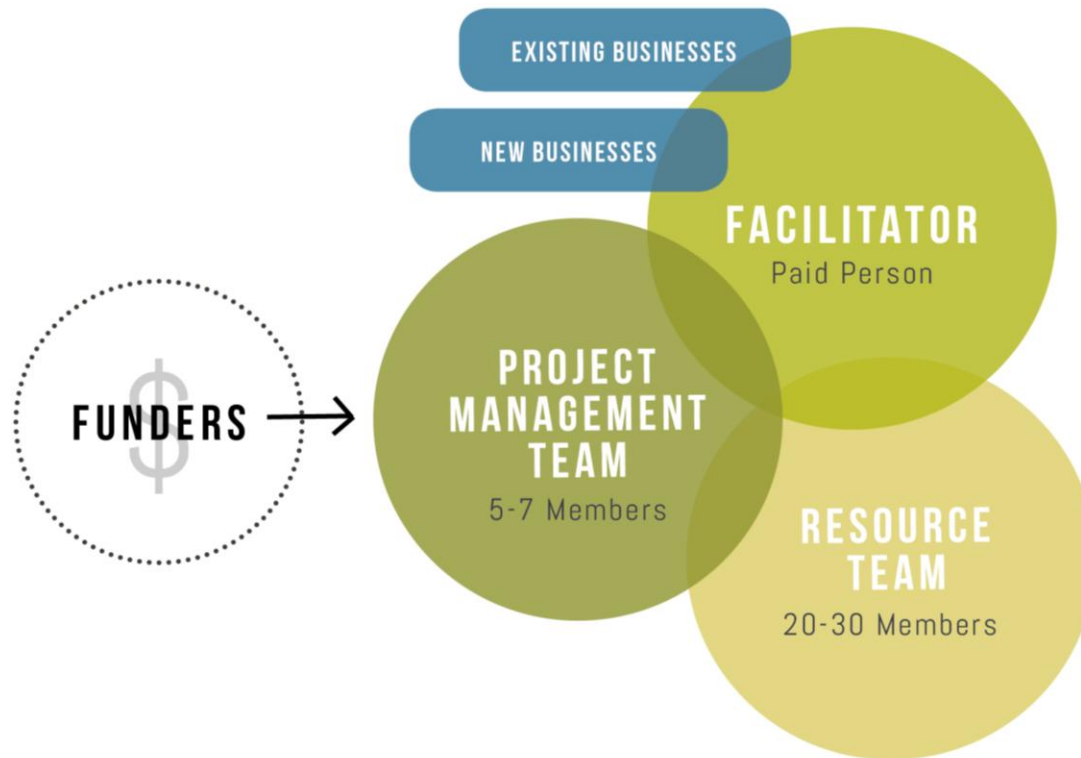 EXISTING BUSINESSES
NEW BUSINESSES
FACILITATOR
Paid Person
PROJECT
MANAGEMENT
TEAM
5-7 Members
$
FUNDERS
RESOURCE
TEAM
20-30 Members